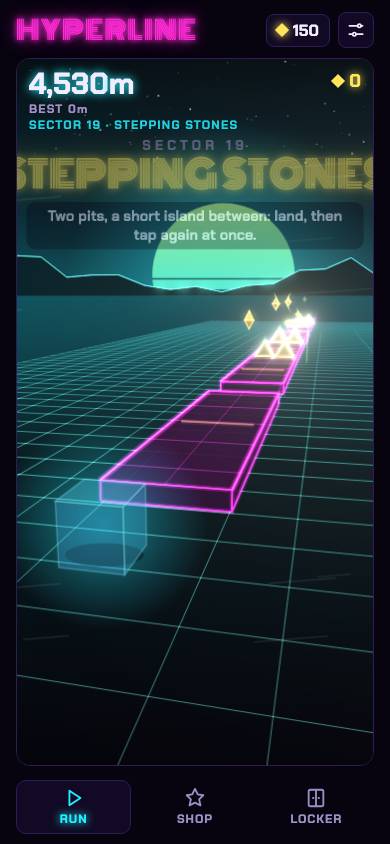 HYPERLINE
150
4,530m
0
BEST 0m
SECTOR 19 · STEPPING STONES
SECTOR 19
STEPPING STONES
Two pits, a short island between: land, then
tap again at once.
RUN
SHOP
LOCKER